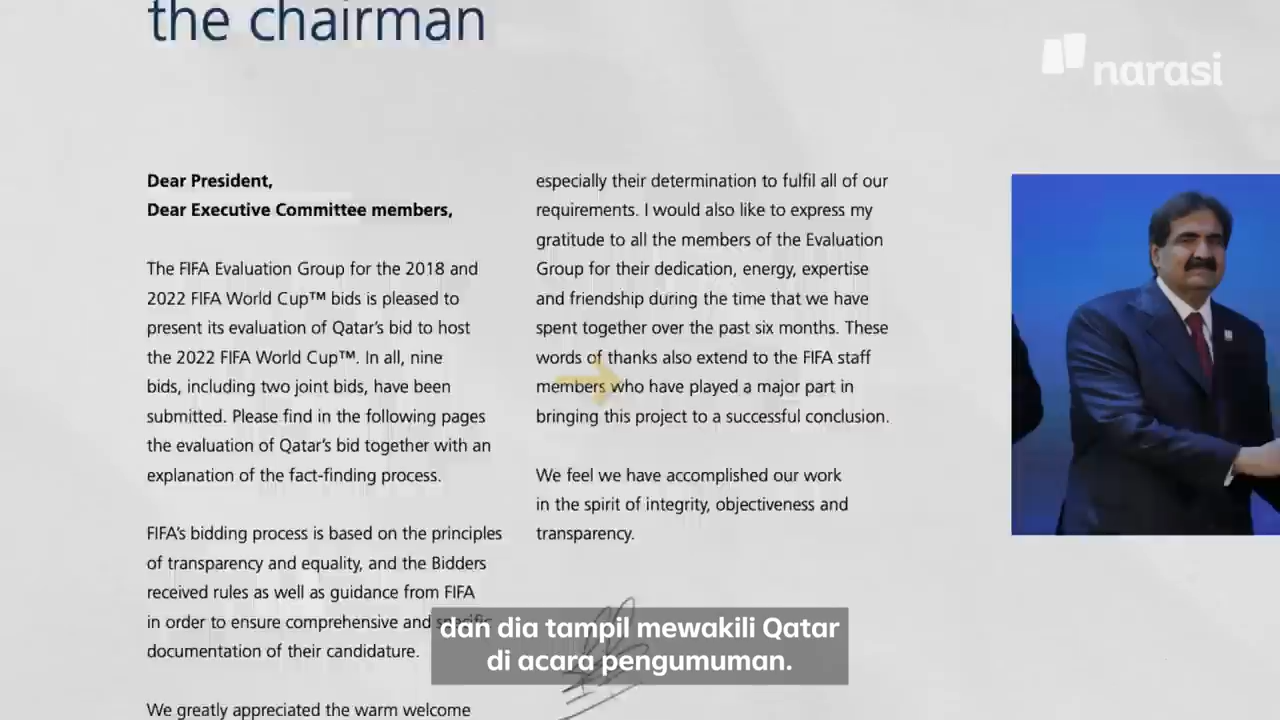 the chairman
narasi
Dear President,
Dear Executive Committee members,
The FIFA Evaluation Group for the 2018 and
2022 FIFA World Cup™ bids is pleased to
present its evaluation of Qatar's bid to host
the 2022 FIFA World Cup™. In all, nine
bids, including two joint bids, have been
submitted. Please find in the following pages
the evaluation of Qatar's bid together with an
explanation of the fact-finding process.
FIFA's bidding process is based on the principles
of transparency and equality, and the Bidders
received rules as well as guidance from FIFA
in order to ensure comprehensive and specific
documentation of their candidature.
We greatly appreciated the warm welcome
especially their determination to fulfil all of our
requirements. I would also like to express my
gratitude to all the members of the Evaluation
Group for their dedication, energy, expertise
and friendship during the time that we have
spent together over the past six months. These
words of thanks also extend to the FIFA staff
members who have played a major part in
bringing this project to a successful conclusion.
We feel we have accomplished our work
in the spirit of integrity, objectiveness and
transparency.
dan dia tampil mewakili Qatar
di acara pengumuman.